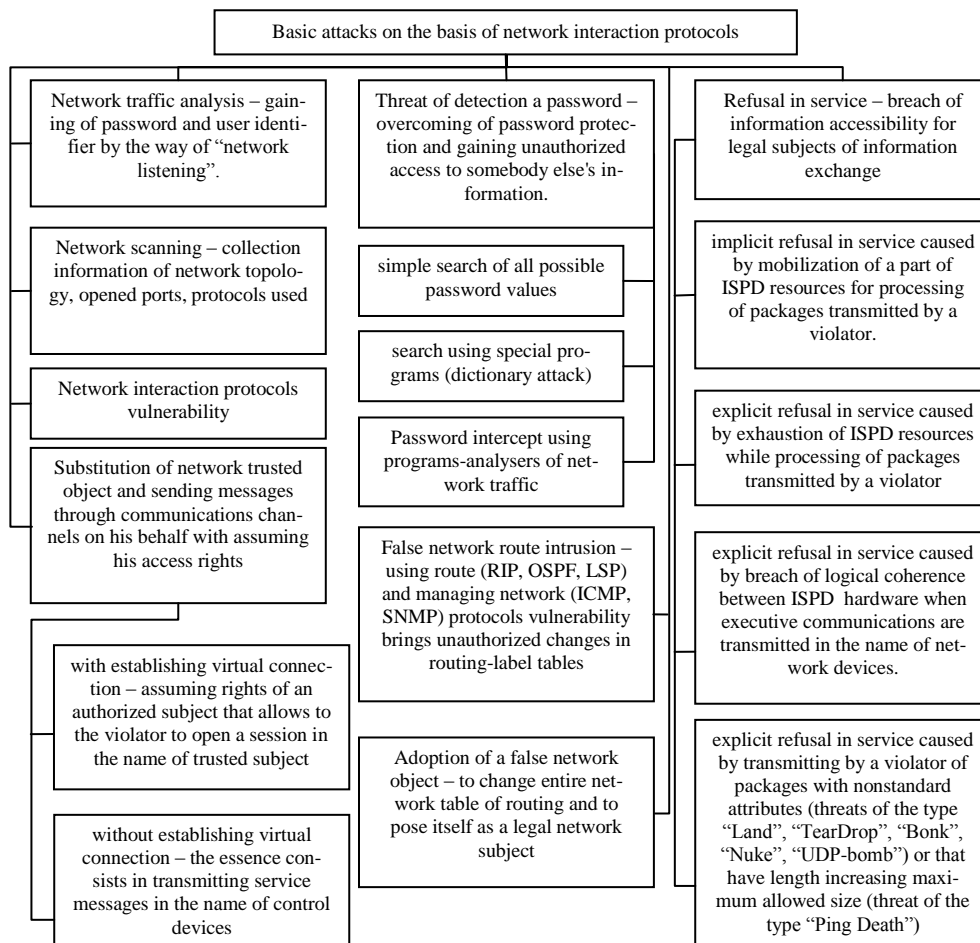 Basic attacks on the basis of network interaction protocols
Network traffic analysis – gain-
ing of password and user identi-
fier by the way of “network
listening”.
Network scanning – collection
information of network topolo-
gy, opened ports, protocols used
Network interaction protocols
vulnerability
Substitution of network trusted
object and sending messages
through communications chan-
nels on his behalf with assuming
his access rights
with establishing virtual connec-
tion – assuming rights of an
authorized subject that allows to
the violator to open a session in
the name of trusted subject
without establishing virtual
connection – the essence con-
sists in transmitting service
messages in the name of control
devices
Threat of detection a password –
overcoming of password protec-
tion and gaining unauthorized
access to somebody else's in-
formation.
simple search of all possible
password values
search using special pro-
grams (dictionary attack)
Password intercept using
programs-analysers of net-
work traffic
False network route intrusion –
using route (RIP, OSPF, LSP)
and managing network (ICMP,
SNMP) protocols vulnerability
brings unauthorized changes in
routing-label tables
Adoption of a false network
object – to change entire net-
work table of routing and to
pose itself as a legal network
subject
Refusal in service – breach of
information accessibility for
legal subjects of information
exchange
implicit refusal in service caused
by mobilization of a part of
ISPD resources for processing
of packages transmitted by a
violator.
explicit refusal in service caused
by exhaustion of ISPD resources
while processing of packages
transmitted by a violator
explicit refusal in service caused
by breach of logical coherence
between ISPD hardware when
executive communications are
transmitted in the name of net-
work devices.
explicit refusal in service caused
by transmitting by a violator of
packages with nonstandard
attributes (threats of the type
“Land”, “TearDrop”, “Bonk”,
“Nuke”, “UDP-bomb”) or that
have length increasing maxi-
mum allowed size (threat of the
type “Ping Death”)